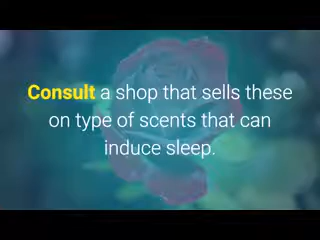 Consult a shop that sells these
on type of scents that can
induce sleep.